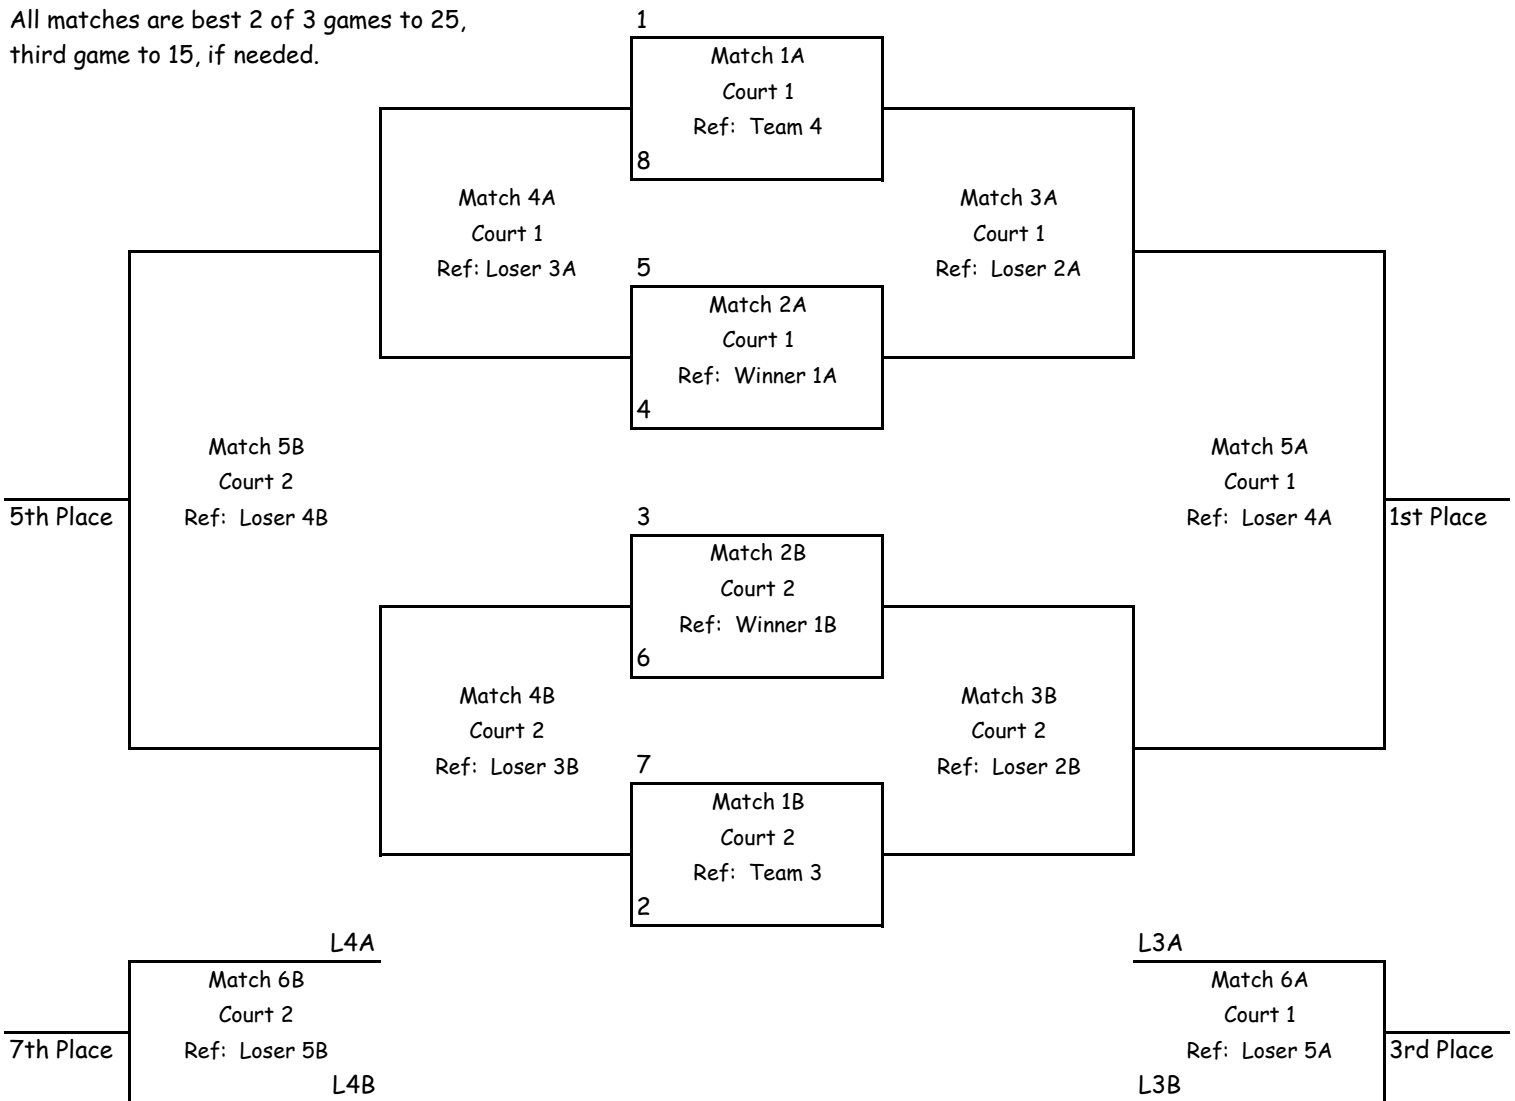 All matches are best 2 of 3 games to 25,
third game to 15, if needed.
1
Match 1A
Court 1
Ref: Team 4
8
Match 4A
Court 1
Ref: Loser 3A
Match 3A
Court 1
Ref: Loser 2A
5
Match 2A
Court 1
Ref: Winner 1A
4
Match 5B
Court 2
Ref: Loser 4B
5th Place
Match 5A
Court 1
Ref: Loser 4A
1st Place
3
Match 2B
Court 2
Ref: Winner 1B
6
Match 4B
Court 2
Ref: Loser 3B
Match 3B
Court 2
Ref: Loser 2B
7
Match 1B
Court 2
Ref: Team 3
2
L4A
Match 6B
Court 2
Ref: Loser 5B
7th Place
L4B
L3A
Match 6A
Court 1
Ref: Loser 5A
3rd Place
L3B